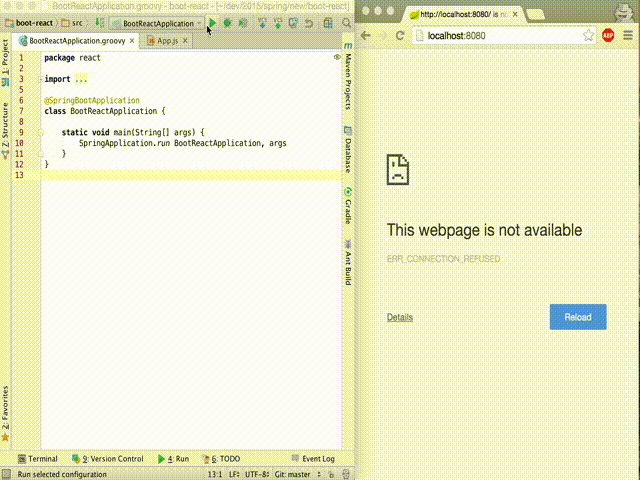 BootReactApplication.groovy - boot-react - [~/dev/2015/spring/new/boot-react]
boot-react src BootReactApplication
BootReactApplication.groovy App.js
1 package react
2
3 import ...
5
6 @SpringBootApplication
7 class BootReactApplication {
8
9 static void main(String[] args) {
10 SpringApplication.run BootReactApplication, args
11 }
12 }
13
1: Project
7: Structure
2: Favorites
Maven Projects
Database
Gradle
Ant Build
Terminal 9: Version Control 4: Run 6: TODO Event Log
Run selected configuration 13:1 LF UTF-8 Git: master
http://localhost:8080/ is n
localhost:8080
ABP
This webpage is not available
ERR_CONNECTION_REFUSED
Details
Reload